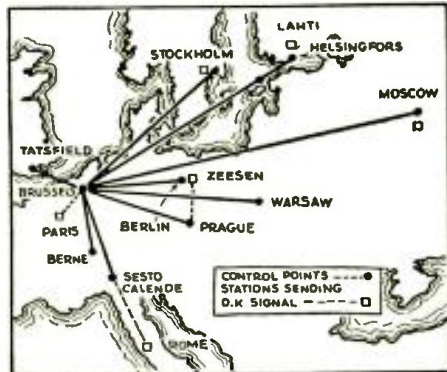 LAHTI
HELSINGFORS
STOCKHOLM
MOSCOW
TATSFIELD
BRUSSELS
ZEESEN
WARSAW
PARIS
BERLIN
PRAGUE
BERNE
SESTO
CALENDE
ROME
CONTROL POINTS
STATIONS SENDING
D.K SIGNAL